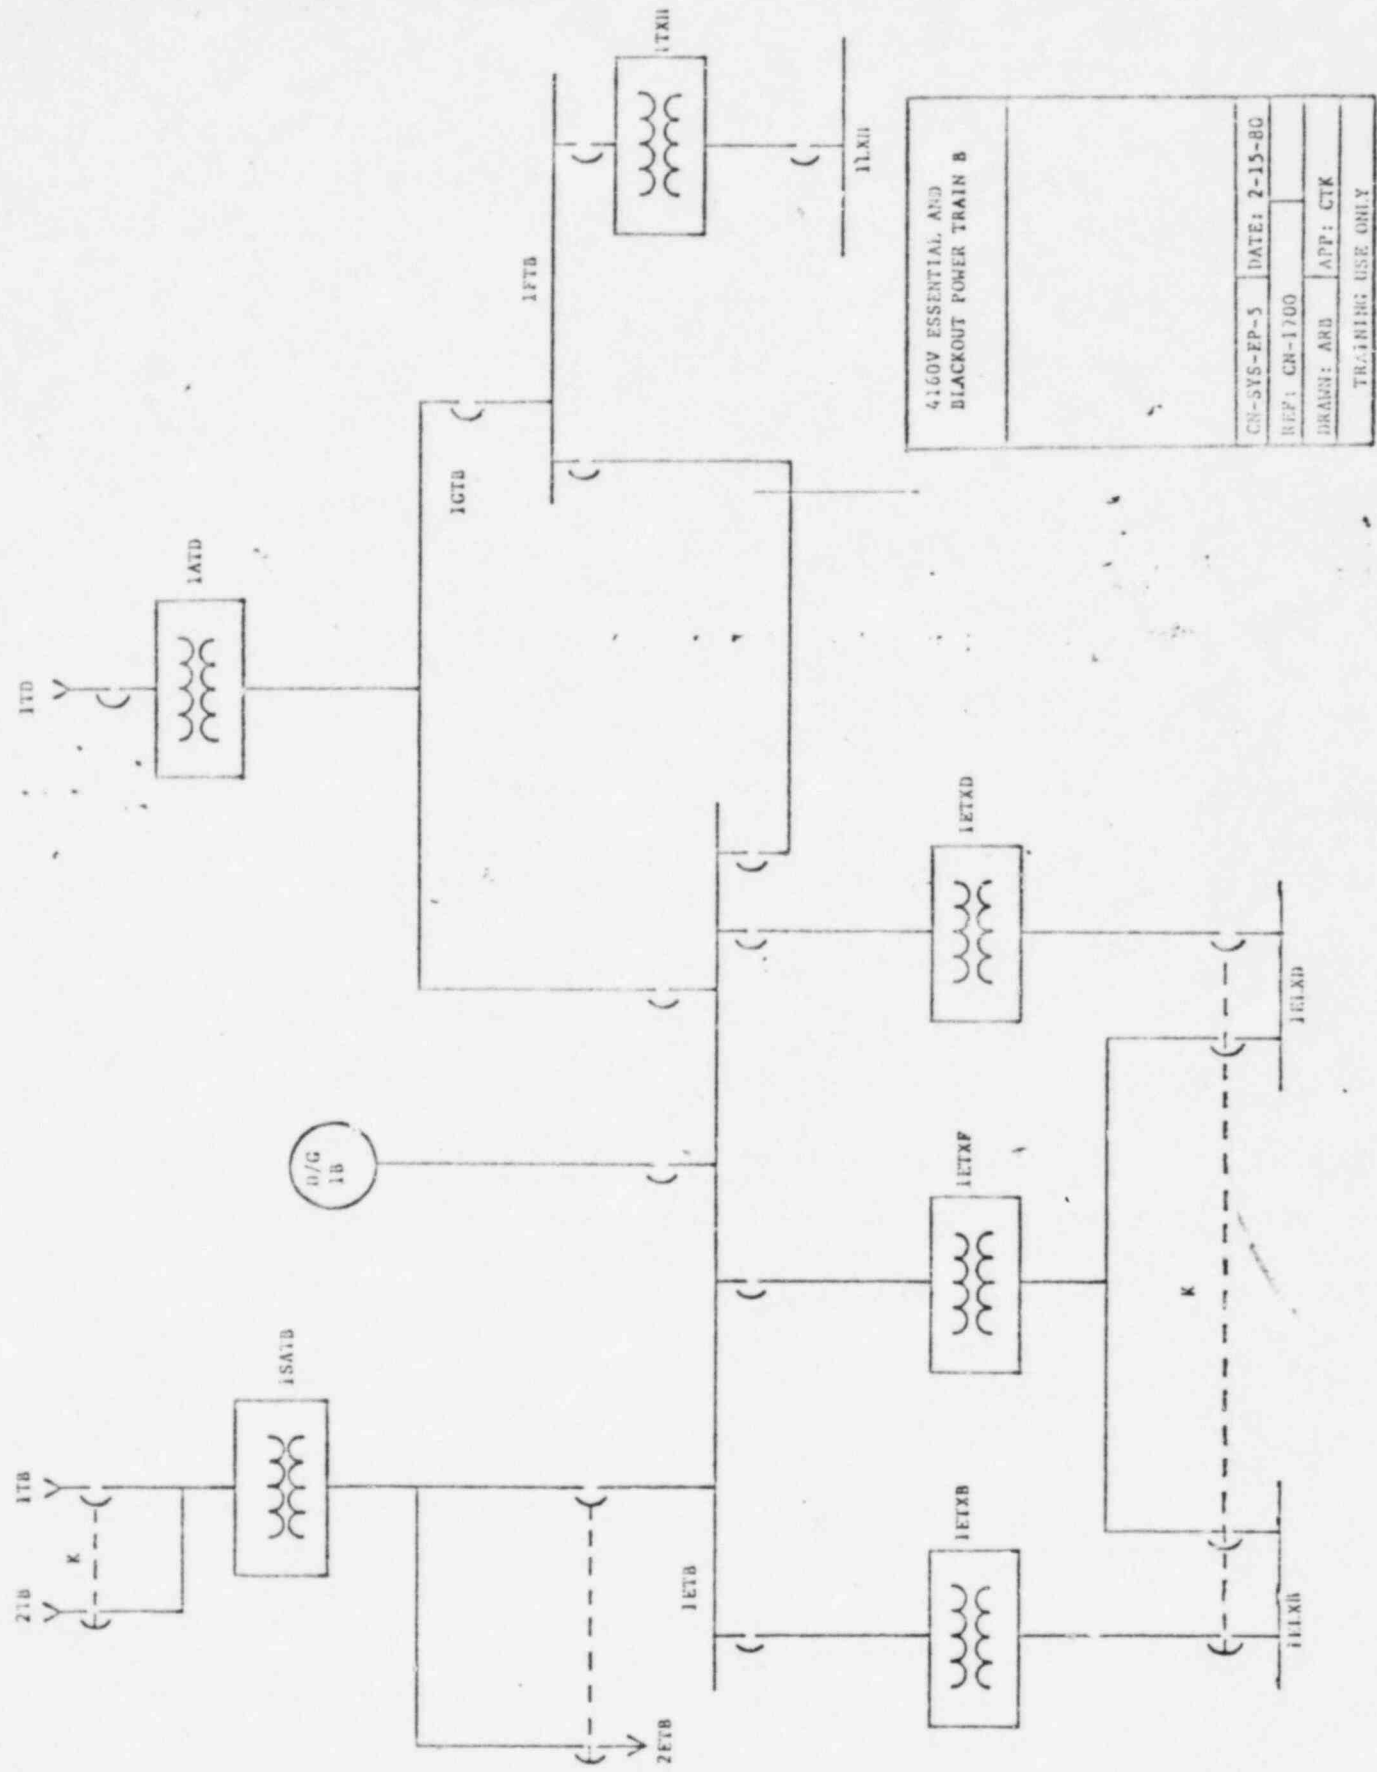 2TB
1TB
K
1SATB
2ETB
1ETB
D/G
1B
1TD
1ATD
1GTB
1FTB
1ETXB
1ETXF
1ETXD
K
1ELXB
1ELXD
4160V ESSENTIAL AND
BLACKOUT POWER TRAIN B
CN-SYS-EP-5 DATE: 2-15-80
REF: CN-1700
DRAWN: ARB APP: CTK
TRAINING USE ONLY